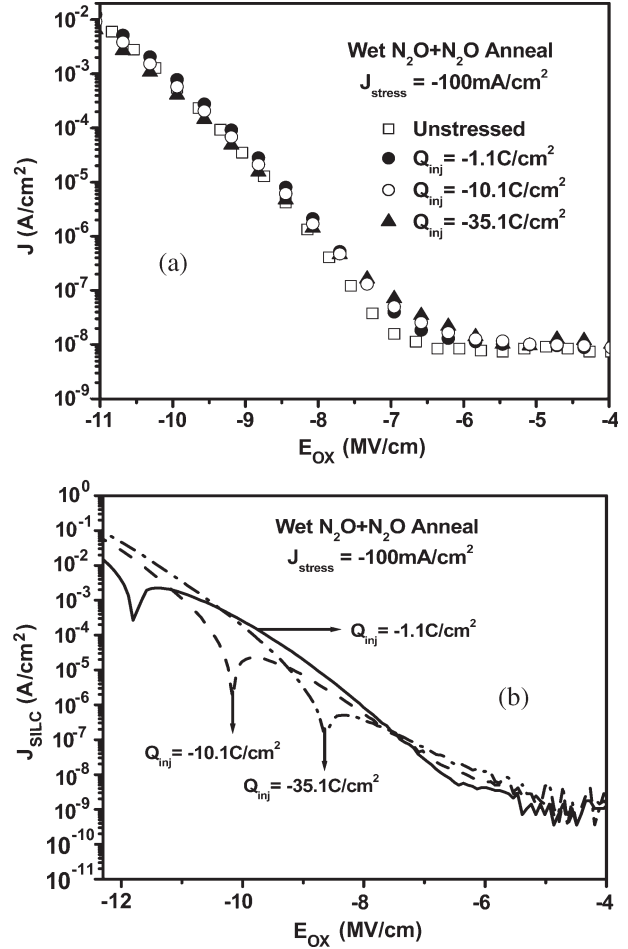 10⁻²
10⁻³
10⁻⁴
10⁻⁵
10⁻⁶
10⁻⁷
10⁻⁸
10⁻⁹
J (A/cm²)
Wet N₂O+N₂O Anneal
J_stress = -100mA/cm²
Unstressed
Q_inj= -1.1C/cm²
Q_inj= -10.1C/cm²
Q_inj= -35.1C/cm²
(a)
-11 -10 -9 -8 -7 -6 -5 -4
E_OX (MV/cm)
10⁰
10⁻¹
10⁻²
10⁻³
10⁻⁴
10⁻⁵
10⁻⁶
10⁻⁷
10⁻⁸
10⁻⁹
10⁻¹⁰
10⁻¹¹
J_SILC (A/cm²)
Wet N₂O+N₂O Anneal
J_stress = -100mA/cm²
Q_inj= -1.1C/cm²
(b)
Q_inj= -10.1C/cm²
Q_inj= -35.1C/cm²
-12 -10 -8 -6 -4
E_OX (MV/cm)